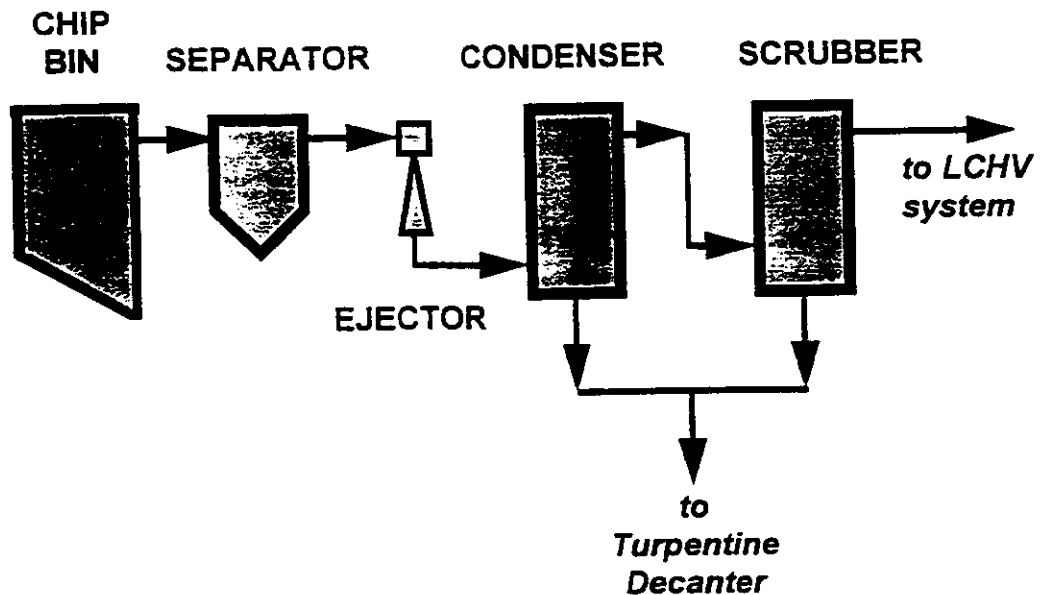 CHIP
BIN
SEPARATOR
CONDENSER
SCRUBBER
to LCHV
system
EJECTOR
to
Turpentine
Decanter